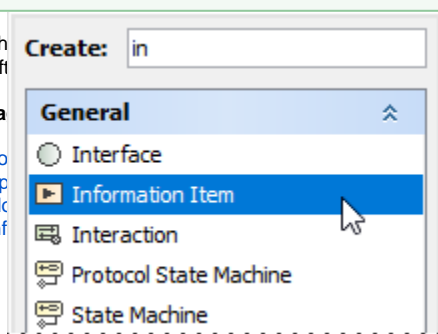 Create: in
General
Interface
Information Item
Interaction
Protocol State Machine
State Machine